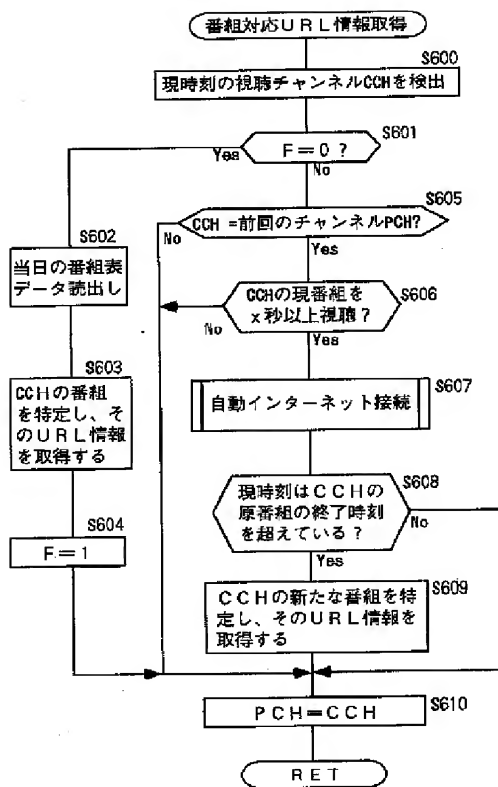 番組対応URL情報取得
S600
現時刻の視聴チャンネルCCHを検出
S601
F=0?
Yes
No
S605
CCH=前回のチャンネルPCH?
No
Yes
S602
当日の番組表
データ読出し
S606
CCHの現番組を
x秒以上視聴?
No
Yes
S603
CCHの番組
を特定し、そ
のURL情報
を取得する
S607
自動インターネット接続
S608
現時刻はCCHの
原番組の終了時刻
を超えている?
No
Yes
S604
F=1
S609
CCHの新たな番組を特
定し、そのURL情報を
取得する
S610
PCH=CCH
RET